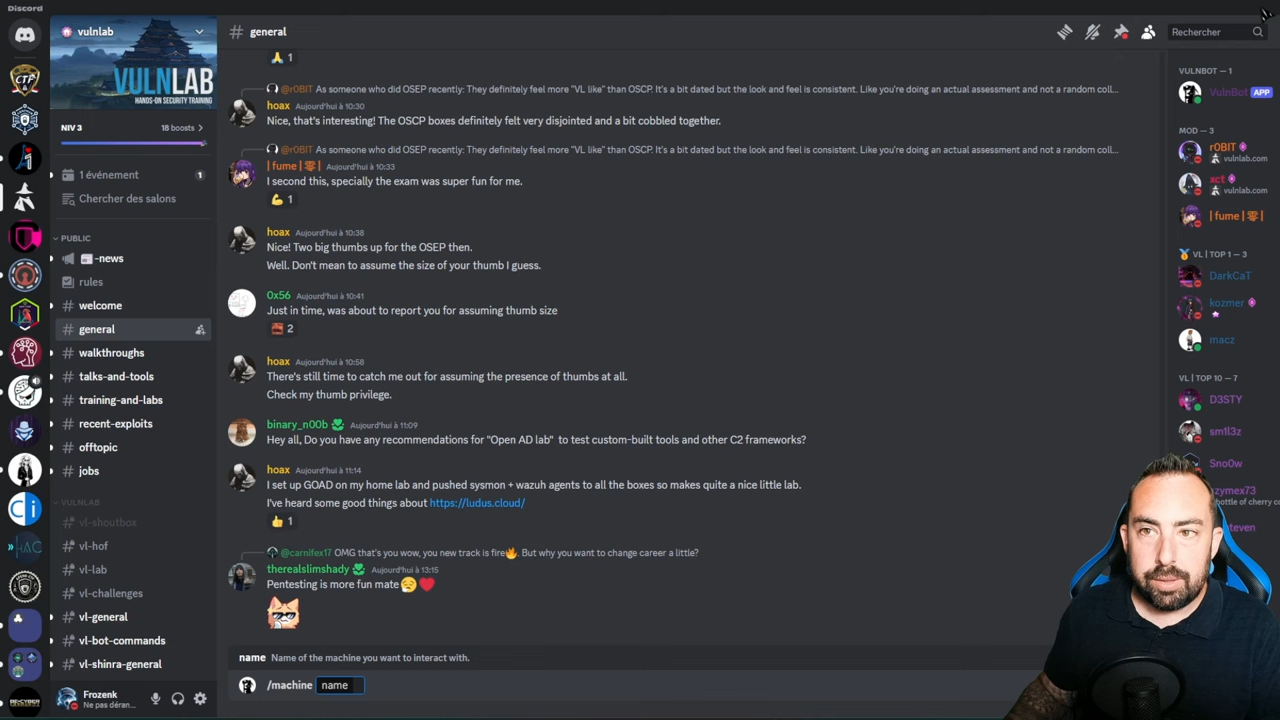 Discord
vulnlab
VULNLAB
HANDS-ON SECURITY TRAINING
NIV 3
18 boosts
1 événement
1
Chercher des salons
PUBLIC
-news
rules
welcome
general
walkthroughs
talks-and-tools
training-and-labs
recent-exploits
offtopic
jobs
VULNLAB
vl-shoutbox
vl-hof
vl-lab
vl-challenges
vl-general
vl-bot-commands
vl-shinra-general
Frozenk
Ne pas déran...
general
Rechercher
1
@r0BIT As someone who did OSEP recently: They definitely feel more "VL like" than OSCP. It's a bit dated but the look and feel is consistent. Like you're doing an actual assessment and not a random coll...
hoax Aujourd'hui à 10:30
Nice, that's interesting! The OSCP boxes definitely felt very disjointed and a bit cobbled together.
@r0BIT As someone who did OSEP recently: They definitely feel more "VL like" than OSCP. It's a bit dated but the look and feel is consistent. Like you're doing an actual assessment and not a random coll...
| fume | 零 | Aujourd'hui à 10:33
I second this, specially the exam was super fun for me.
1
hoax Aujourd'hui à 10:38
Nice! Two big thumbs up for the OSEP then.
Well. Don't mean to assume the size of your thumb I guess.
0x56 Aujourd'hui à 10:41
Just in time, was about to report you for assuming thumb size
2
hoax Aujourd'hui à 10:58
There's still time to catch me out for assuming the presence of thumbs at all.
Check my thumb privilege.
binary_n00b Aujourd'hui à 11:09
Hey all, Do you have any recommendations for "Open AD lab" to test custom-built tools and other C2 frameworks?
hoax Aujourd'hui à 11:14
I set up GOAD on my home lab and pushed sysmon + wazuh agents to all the boxes so makes quite a nice little lab.
I've heard some good things about https://ludus.cloud/
1
@carnifex17 OMG that's you wow, you new track is fire🔥. But why you want to change career a little?
therealslimshady Aujourd'hui à 13:15
Pentesting is more fun mate
name Name of the machine you want to interact with.
/machine name
VULNBOT — 1
VulnBot APP
MOD — 3
r0BIT
vulnlab.com
xct
vulnlab.com
| fume | 零 |
VL | TOP 1 — 3
DarkCaT
kozmer
macz
VL | TOP 10 — 7
D3STY
sm1l3z
Sno0w
zymex73
bottle of cherry c
teven